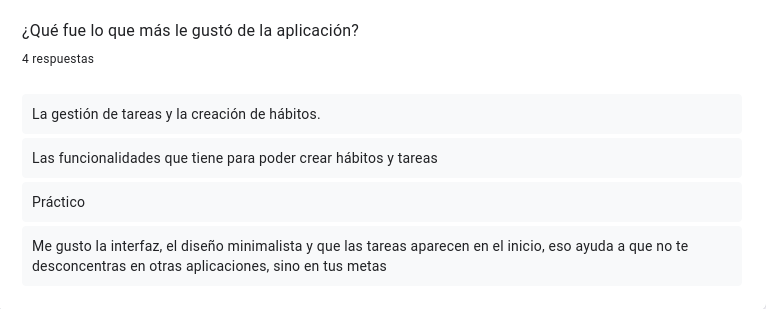 ¿Qué fue lo que más le gustó de la aplicación?
4 respuestas
La gestión de tareas y la creación de hábitos.
Las funcionalidades que tiene para poder crear hábitos y tareas
Práctico
Me gusto la interfaz, el diseño minimalista y que las tareas aparecen en el inicio, eso ayuda a que no te
desconcentras en otras aplicaciones, sino en tus metas